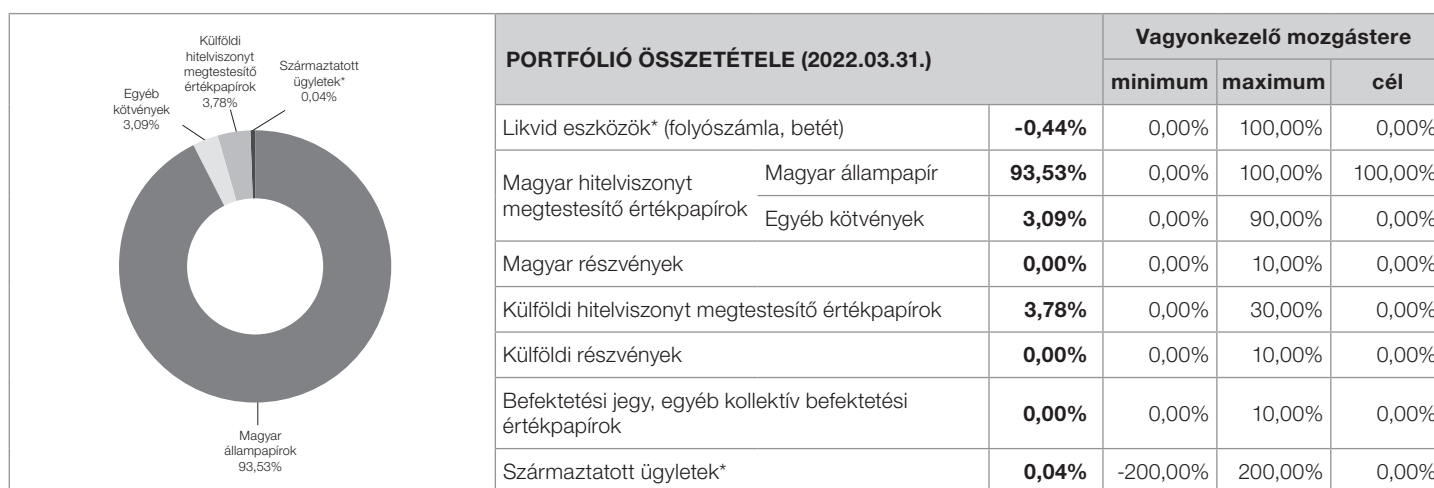 Külföldi
hitelviszonyt
megtestesítő
értékpapírok
3,78%
Származtatott
ügyletek*
0,04%
Egyéb
kötvények
3,09%
Magyar
állampapírok
93,53%
PORTFÓLIÓ ÖSSZETÉTELE (2022.03.31.)
Vagyonkezelő mozgástere
minimum maximum cél
Likvid eszközök* (folyószámla, betét) -0,44% 0,00% 100,00% 0,00%
Magyar hitelviszonyt
megtestesítő értékpapírok
Magyar állampapír 93,53% 0,00% 100,00% 100,00%
Egyéb kötvények 3,09% 0,00% 90,00% 0,00%
Magyar részvények 0,00% 0,00% 10,00% 0,00%
Külföldi hitelviszonyt megtestesítő értékpapírok 3,78% 0,00% 30,00% 0,00%
Külföldi részvények 0,00% 0,00% 10,00% 0,00%
Befektetési jegy, egyéb kollektív befektetési
értékpapírok 0,00% 0,00% 10,00% 0,00%
Származtatott ügyletek* 0,04% -200,00% 200,00% 0,00%